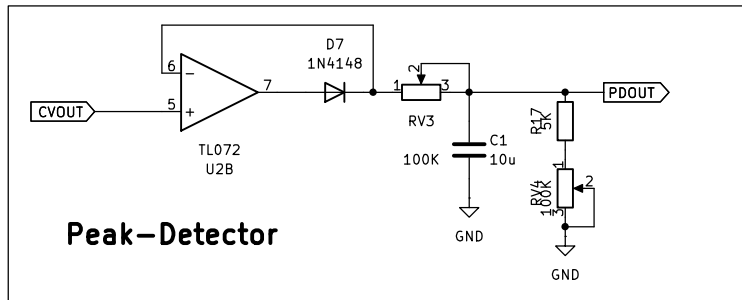 D7
1N4148
6
−
7
5
+
CVOUT
TL072
U2B
1
2
3
RV3
100K
C1
10u
GND
R17
5K
PDOUT
1
2
3
RV4
100K
GND
Peak-Detector